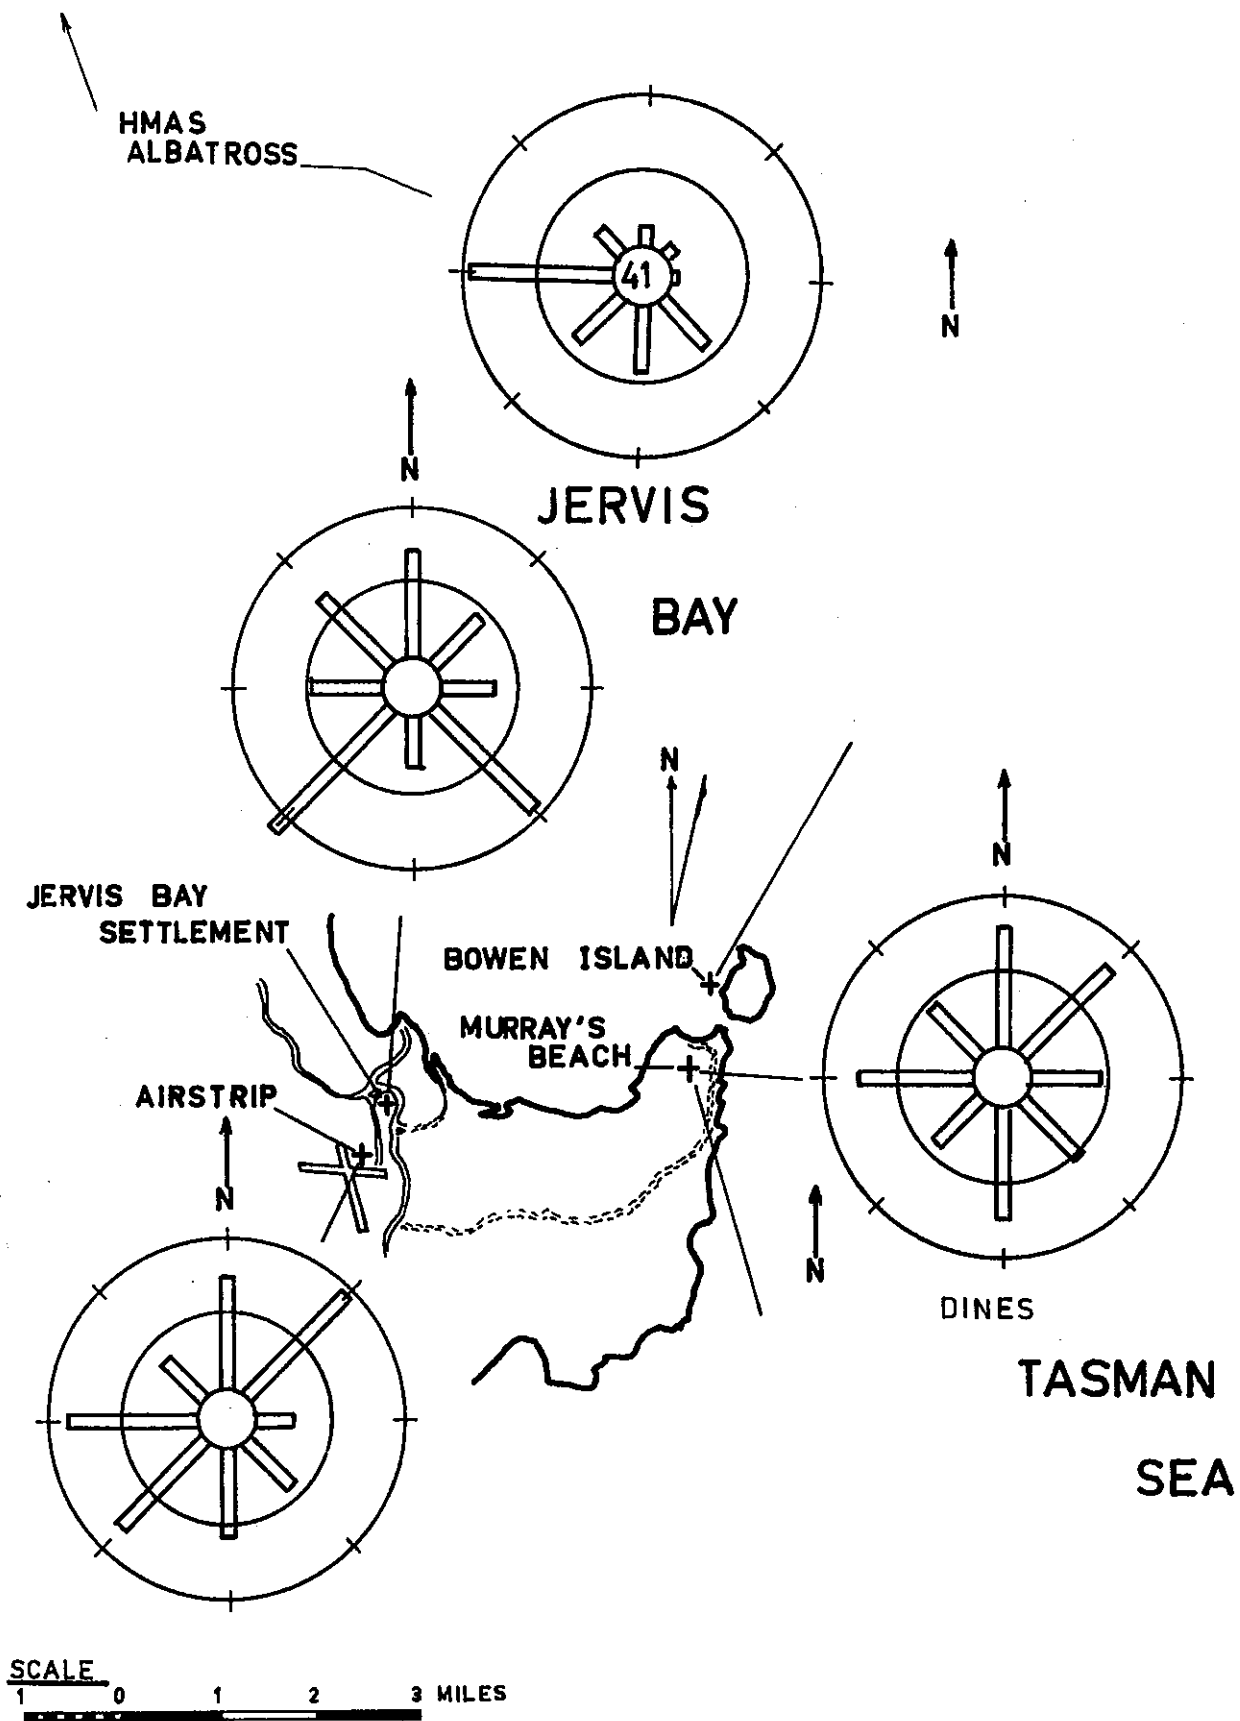 HMAS
ALBATROSS
41
N
N
JERVIS
BAY
N
N
JERVIS BAY
SETTLEMENT
BOWEN ISLAND
MURRAY'S
BEACH
AIRSTRIP
N
N
DINES
TASMAN
SEA
SCALE
1 0 1 2 3 MILES